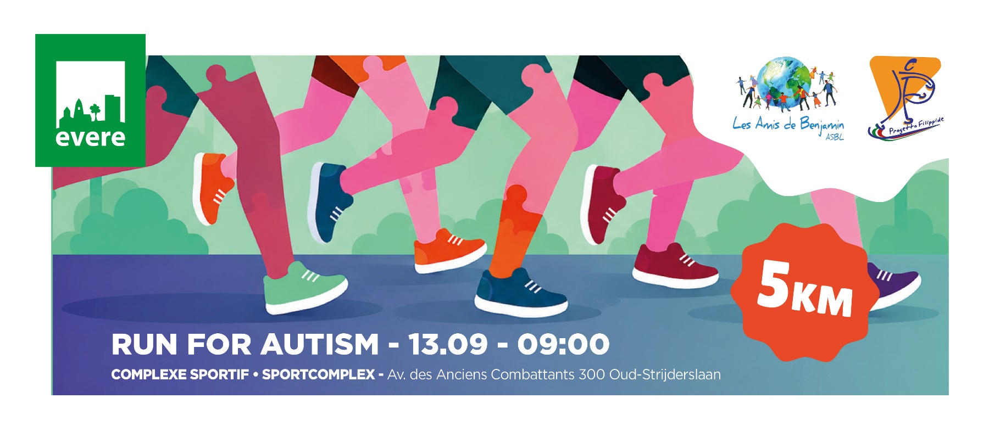 evere
Les Amis de Benjamin
ASBL
Progetto Filippide
5KM
RUN FOR AUTISM - 13.09 - 09:00
COMPLEXE SPORTIF • SPORTCOMPLEX - Av. des Anciens Combattants 300 Oud-Strijderslaan